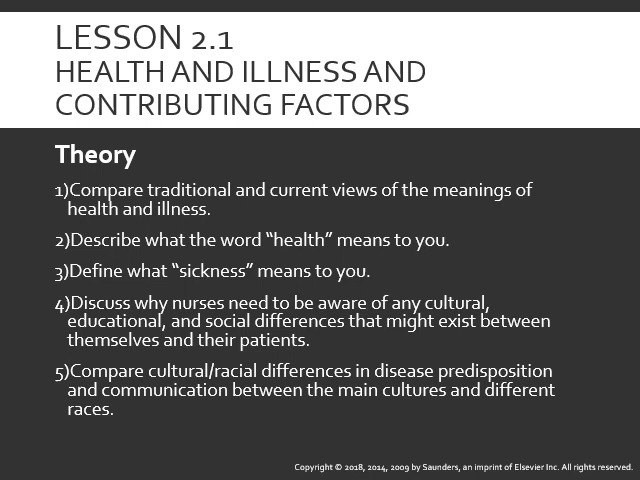 LESSON 2.1
HEALTH AND ILLNESS AND
CONTRIBUTING FACTORS
Theory
1)Compare traditional and current views of the meanings of
health and illness.
2)Describe what the word “health” means to you.
3)Define what “sickness” means to you.
4)Discuss why nurses need to be aware of any cultural,
educational, and social differences that might exist between
themselves and their patients.
5)Compare cultural/racial differences in disease predisposition
and communication between the main cultures and different
races.
Copyright © 2018, 2014, 2009 by Saunders, an imprint of Elsevier Inc. All rights reserved.